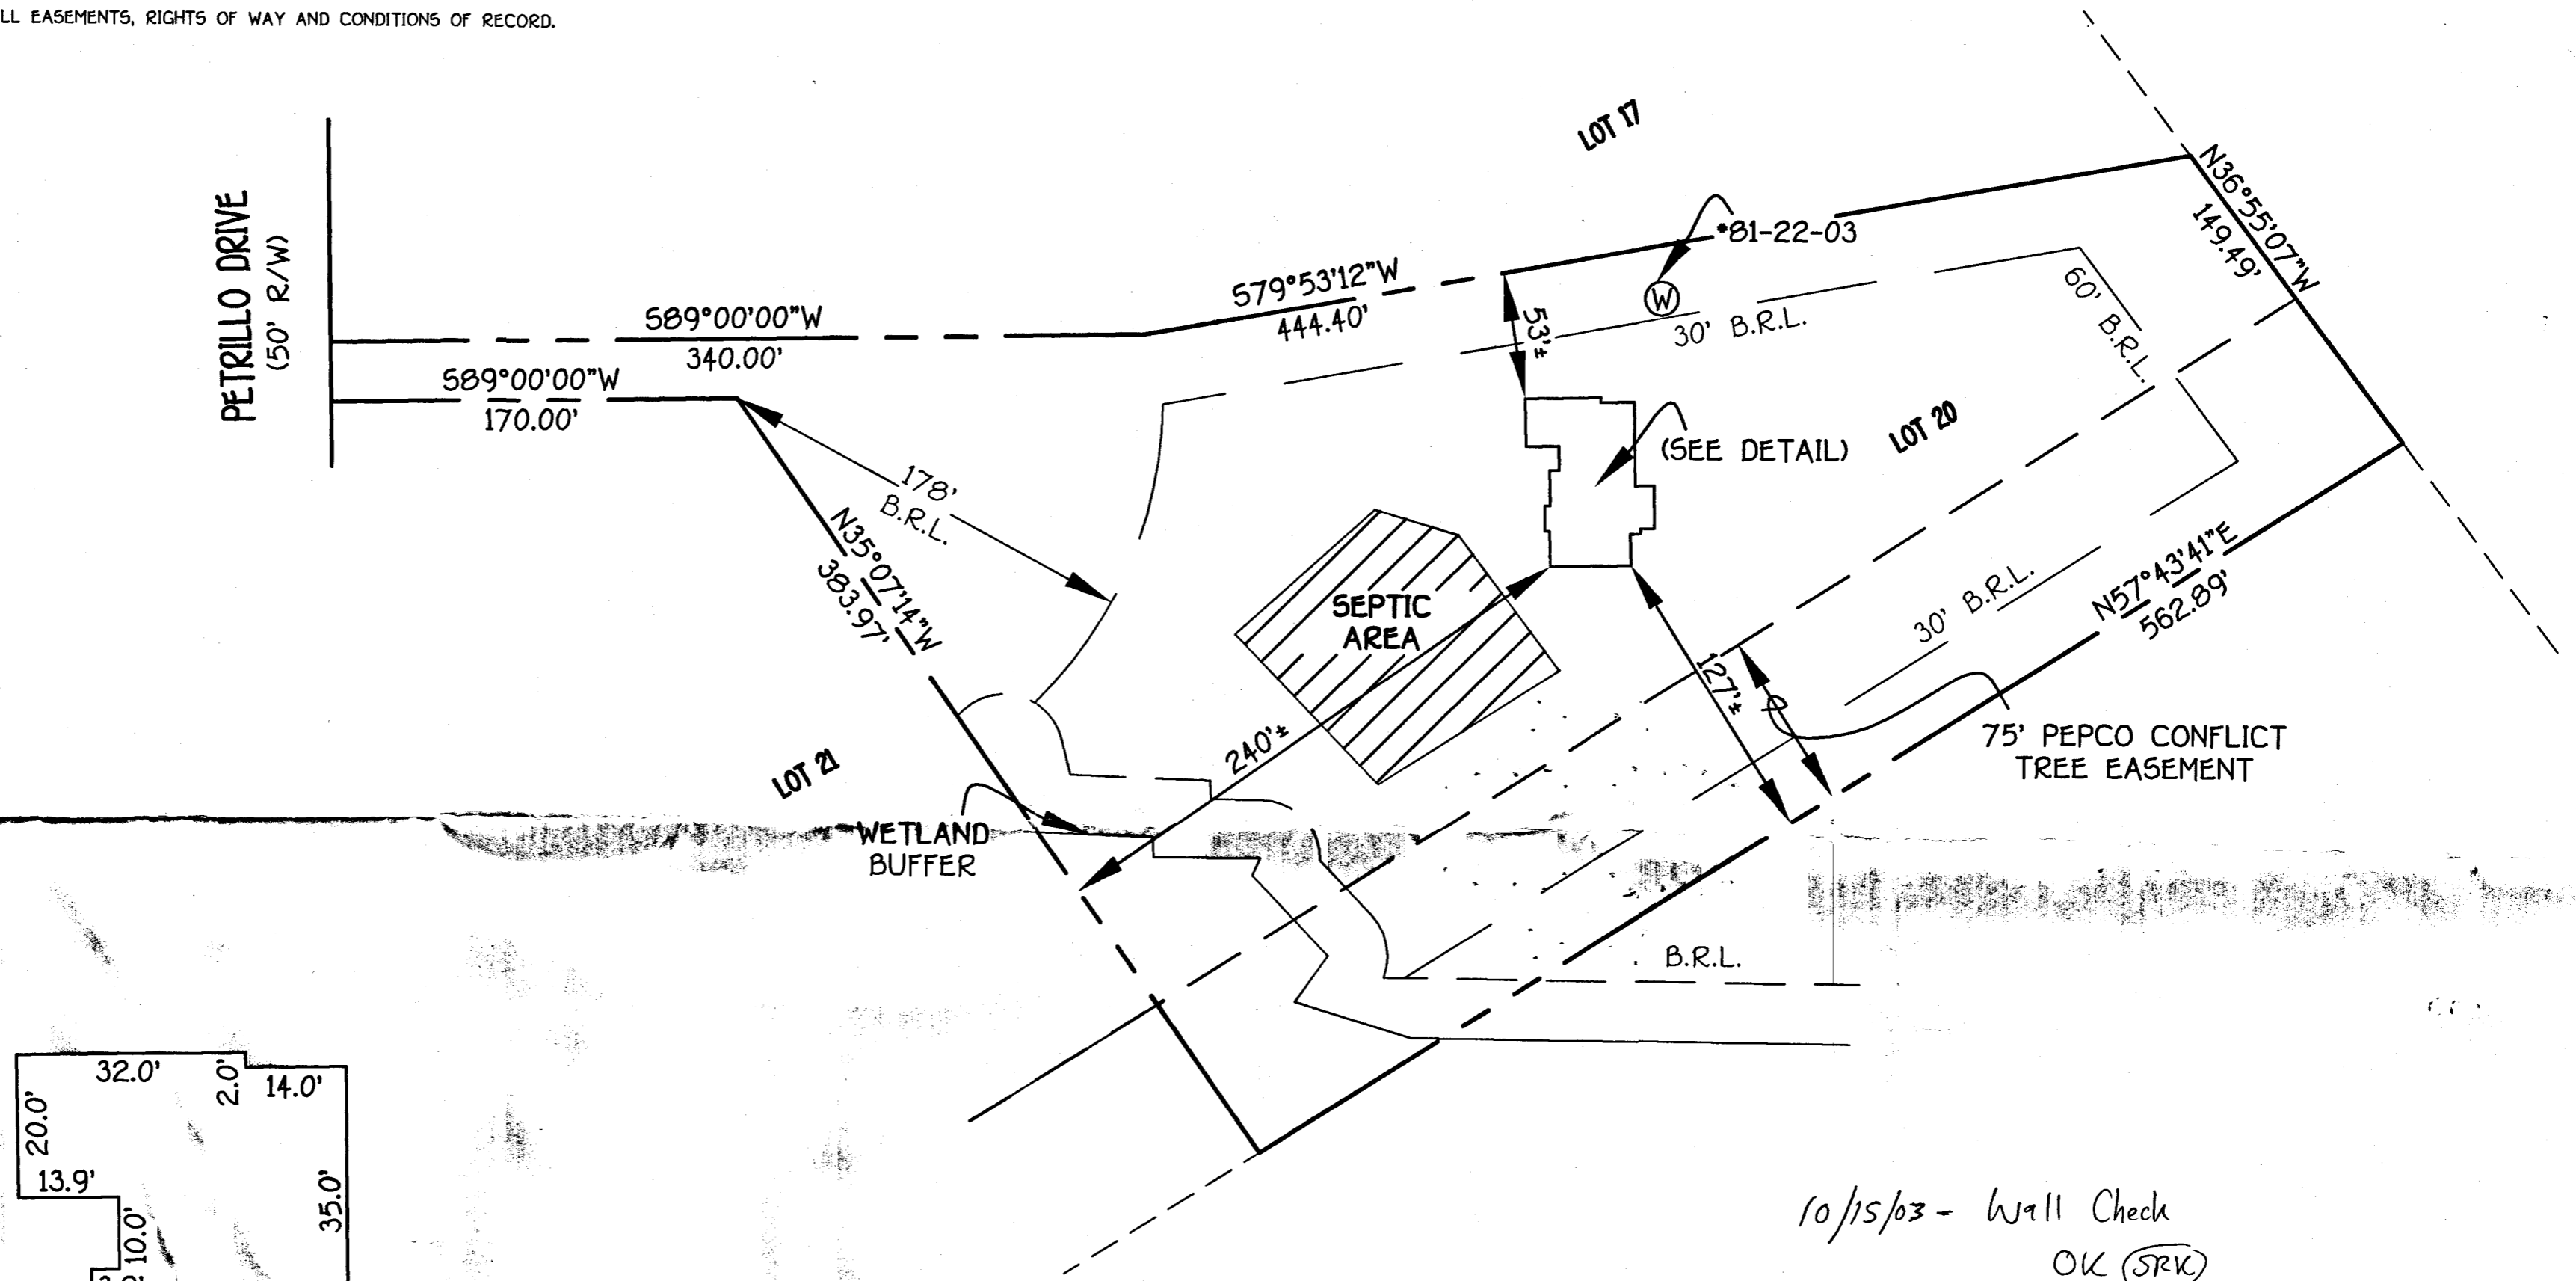 LL EASEMENTS, RIGHTS OF WAY AND CONDITIONS OF RECORD.
LOT 17
PETRILLO DRIVE
(50' R/W)
N36°55'07"W
149.49'
*81-22-03
W
S79°53'12"W
444.40'
S89°00'00"W
340.00'
53'±
30' B.R.L.
60' B.R.L.
S89°00'00"W
170.00'
(SEE DETAIL)
LOT 20
178'
B.R.L.
N35°07'14"W
383.97'
SEPTIC
AREA
N57°43'41"E
562.89'
30' B.R.L.
127'±
240'±
75' PEPCO CONFLICT
TREE EASEMENT
LOT 21
WETLAND
BUFFER
B.R.L.
32.0'
2.0'
14.0'
20.0'
13.9'
35.0'
10.0'
10/15/03 - Wall Check
OK (SRK)